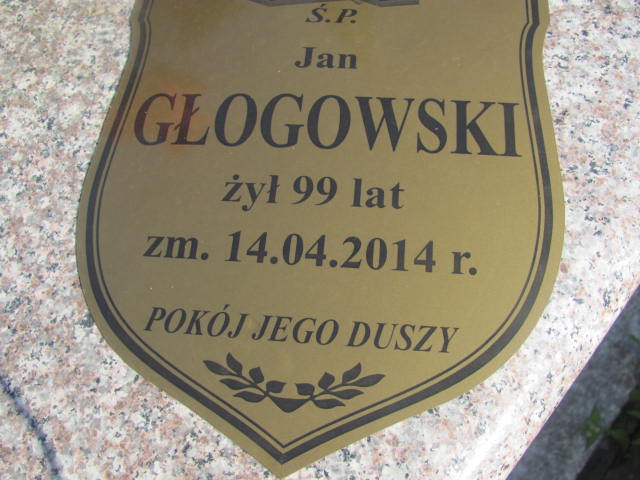 Ś.P.
Jan
GŁOGOWSKI
żył 99 lat
zm. 14.04.2014 r.
POKÓJ JEGO DUSZY